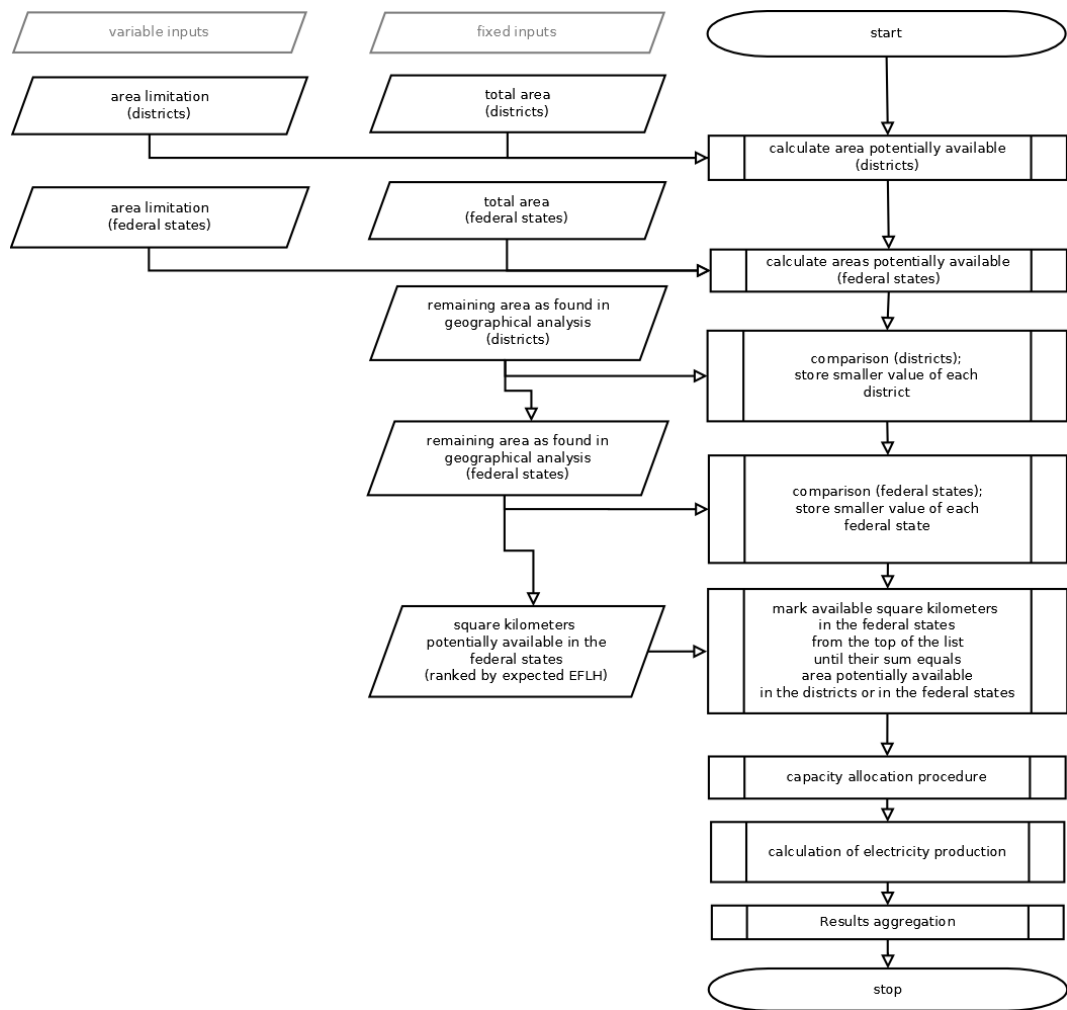 variable inputs
fixed inputs
start
area limitation
(districts)
total area
(districts)
calculate area potentially available
(districts)
area limitation
(federal states)
total area
(federal states)
calculate areas potentially available
(federal states)
remaining area as found in
geographical analysis
(districts)
comparison (districts);
store smaller value of each
district
remaining area as found in
geographical analysis
(federal states)
comparison (federal states);
store smaller value of each
federal state
square kilometers
potentially available in the
federal states
(ranked by expected EFLH)
mark available square kilometers
in the federal states
from the top of the list
until their sum equals
area potentially available
in the districts or in the federal states
capacity allocation procedure
calculation of electricity production
Results aggregation
stop